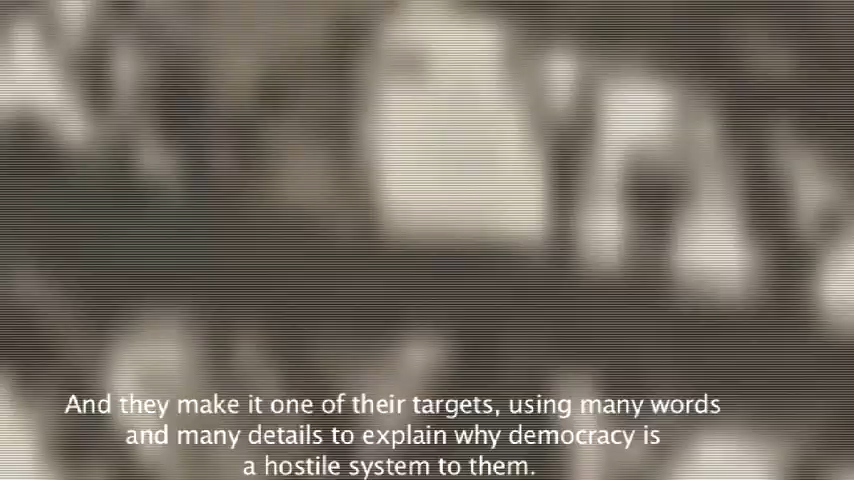 And they make it one of their targets, using many words
and many details to explain why democracy is
a hostile system to them.